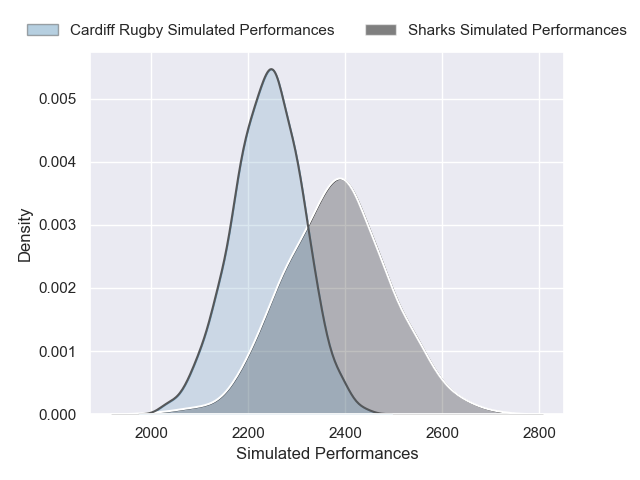 Cardiff Rugby Simulated Performances
Sharks Simulated Performances
0.005
0.004
0.003
0.002
0.001
0.000
Density
2000
2200
2400
2600
2800
Simulated Performances